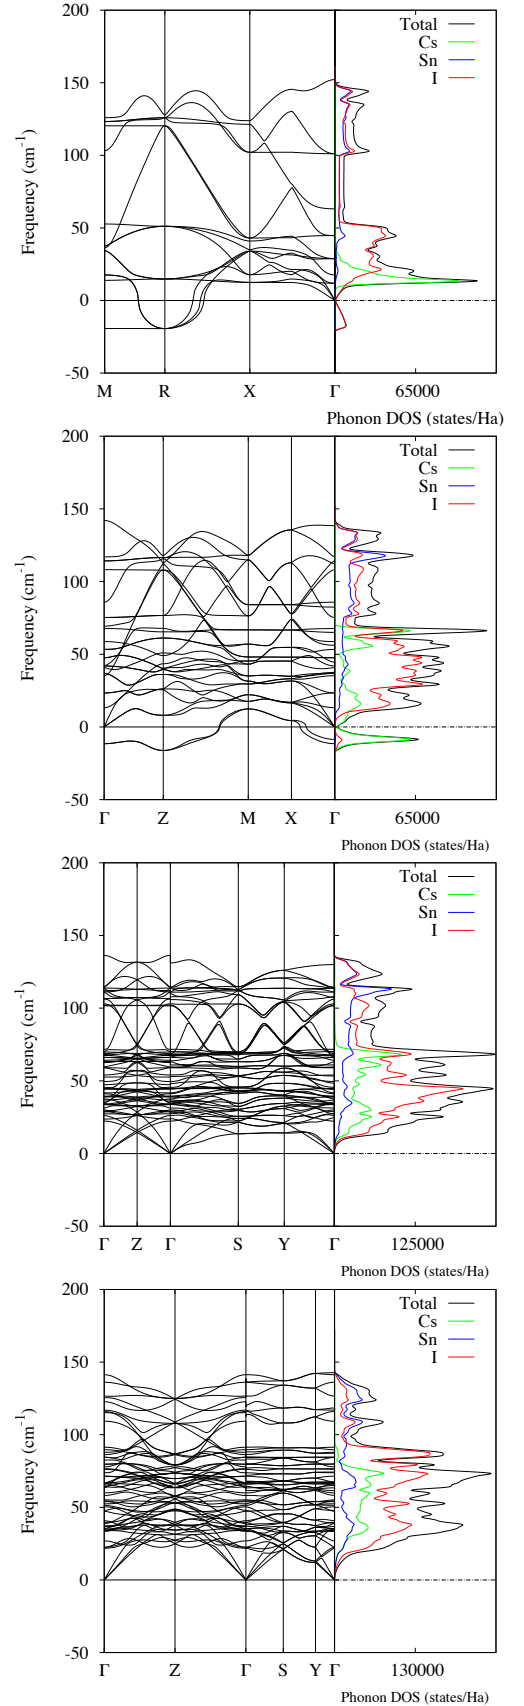 200
150
100
50
0
-50
Frequency (cm-1)
M R X Γ 65000
Total
Cs
Sn
I
Phonon DOS (states/Ha)
200
150
100
50
0
-50
Frequency (cm-1)
Γ Z M X Γ 65000
Total
Cs
Sn
I
Phonon DOS (states/Ha)
200
150
100
50
0
-50
Frequency (cm-1)
Γ Z Γ S Y Γ 125000
Total
Cs
Sn
I
Phonon DOS (states/Ha)
200
150
100
50
0
-50
Frequency (cm-1)
Γ Z Γ S Y Γ 130000
Total
Cs
Sn
I
Phonon DOS (states/Ha)